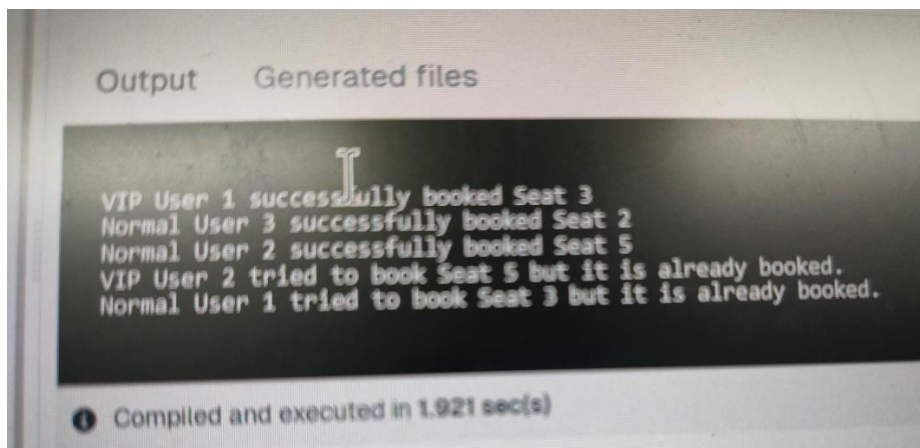 Output Generated files
VIP User 1 successfully booked Seat 3
Normal User 3 successfully booked Seat 2
Normal User 2 successfully booked Seat 5
VIP User 2 tried to book Seat 5 but it is already booked.
Normal User 1 tried to book Seat 3 but it is already booked.
Compiled and executed in 1.921 sec(s)